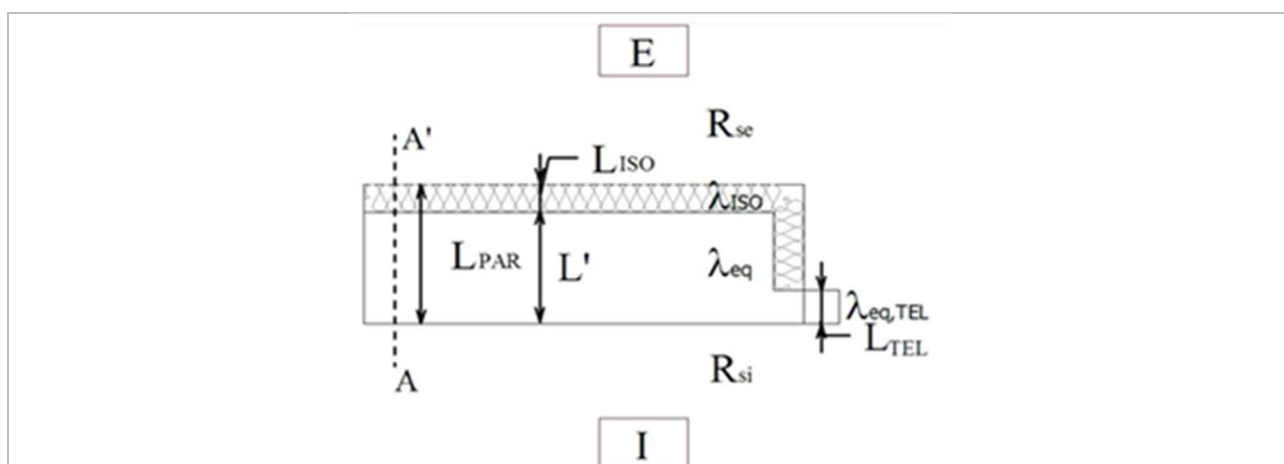 E
Rse
A'
LISO
λISO
LPAR
L'
λeq
λeq,TEL
LTEL
A
Rsi
I